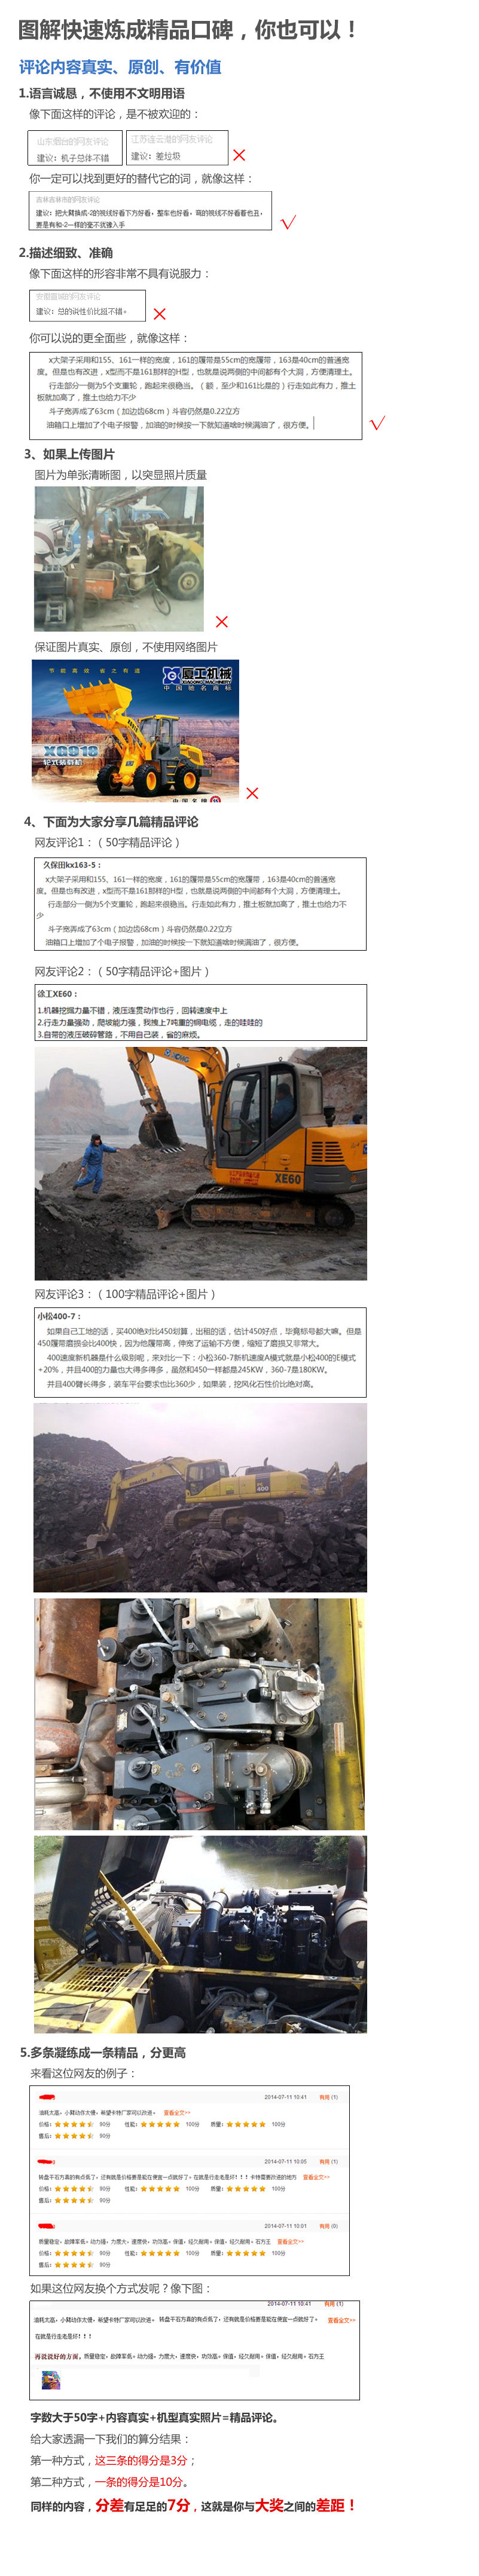 图解快速炼成精品口碑，你也可以！
评论内容真实、原创、有价值
1.语言诚恳，不使用不文明用语
像下面这样的评论，是不被欢迎的：
山东烟台的网友评论
建议：机子总体不错
江苏连云港的网友评论
建议：差垃圾
你一定可以找到更好的替代它的词，就像这样：
吉林吉林市的网友评论
建议：把大臂换成-2的视线好看下方好看，整车也好看，高的视线不好看看也丑，
要是有和-2一样的毫不犹豫入手
2.描述细致、准确
像下面这样的形容非常不具有说服力：
安徽宣城的网友评论
建议：总的说性价比挺不错。
你可以说的更全面些，就像这样：
x大架子采用和155、161一样的宽度，161的履带是55cm的宽履带，163是40cm的普通宽
度。但是也有改进，x型而不是161那样的H型，也就是说两侧的中间都有个大洞，方便清理土。
行走部分一侧为5个支重轮，跑起来很稳当。（额，至少和161比是的）行走如此有力，推土
板就加高了，推土也给力不少
斗子宽弄成了63cm（加边齿68cm）斗容仍然是0.22立方
油箱口上增加了个电子报警，加油的时候按一下就知道啥时候满油了，很方便。
3、如果上传图片
图片为单张清晰图，以突显照片质量
保证图片真实、原创，不使用网络图片
节能高效 省之有道
厦工机械
XIAGONG MACHINERY
中国驰名商标
XG918
轮式装载机
中国名牌
4、下面为大家分享几篇精品评论
网友评论1：（50字精品评论）
久保田kx163-5：
x大架子采用和155、161一样的宽度，161的履带是55cm的宽履带，163是40cm的普通宽
度。但是也有改进，x型而不是161那样的H型，也就是说两侧的中间都有个大洞，方便清理土。
行走部分一侧为5个支重轮，跑起来很稳当。行走如此有力，推土板就加高了，推土也给力不
少
斗子宽弄成了63cm（加边齿68cm）斗容仍然是0.22立方
油箱口上增加了个电子报警，加油的时候按一下就知道啥时候满油了，很方便。
网友评论2：（50字精品评论+图片）
徐工XE60：
1.机器挖掘力量不错，液压连贯动作也行，回转速度中上
2.行走力量强劲，爬坡能力强，我拽上7吨重的铜电缆，走的哇哇的
3.自带的液压破碎管路，不用自己装，省的麻烦。
XCMG
XE60
网友评论3：（100字精品评论+图片）
小松400-7：
如果自己工地的话，买400绝对比450划算，出租的话，估计450好点，毕竟标号都大嘛。但是
450履带磨损会比400快，因为他履带高，伸宽了运输不方便，缩短了磨损又非常大。
400速度新机器是什么级别呢，来对比一下：小松360-7新机速度A模式就是小松400的E模式
+20%，并且400的力量也大得多得多，虽然和450一样都是245KW，360-7是180KW。
并且400臂长得多，装车平台要求也比360少，如果装，挖风化石性价比绝对高。
KOMATSU
400
5.多条凝练成一条精品，分更高
来看这位网友的例子：
2014-07-11 10:41 有用 (1)
油耗太高，小臂动作太慢，希望卡特厂家可以改进。 查看全文>>
价格： 90分 性能： 100分 质量： 100分
售后： 90分
2014-07-11 10:05 有用 (1)
转盘干石方真的有点低了，还有就是价格要是能在便宜一点就好了。在就是行走老是坏！！！卡特需要改进的地方 查看全文>>
价格： 90分 性能： 100分 质量： 100分
售后： 90分
2014-07-11 10:01 有用 (0)
质量稳定，故障率低，动力强，力度大，速度快，功效高，保值，经久耐用，保值，经久耐用，石方王 查看全文>>
价格： 90分 性能： 100分 质量： 100分
售后： 90分
如果这位网友换个方式发呢？像下图：
2014-07-11 10:41 有用 (1)
油耗太高，小臂动作太慢，希望卡特厂家可以改进。 转盘干石方真的有点低了，还有就是价格要是能在便宜一点就好了。 查看全文>>
在就是行走老是坏！！！
再说说好的方面，质量稳定，故障率低，动力强，力度大，速度快，功效高，保值，经久耐用，保值，经久耐用，石方王
字数大于50字+内容真实+机型真实照片=精品评论。
给大家透漏一下我们的算分结果：
第一种方式，这三条的得分是3分；
第二种方式，一条的得分是10分。
同样的内容，分差有足足的7分，这就是你与大奖之间的差距！